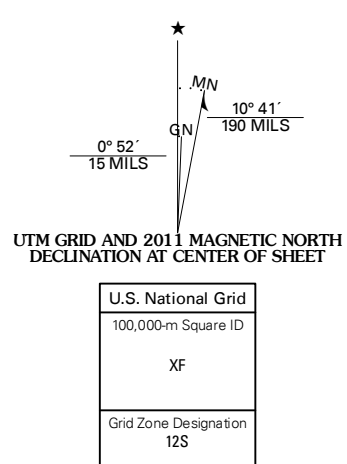 ★
MN
GN
10° 41´
190 MILS
0° 52´
15 MILS
UTM GRID AND 2011 MAGNETIC NORTH
DECLINATION AT CENTER OF SHEET
U.S. National Grid
100,000-m Square ID
XF
Grid Zone Designation
12S